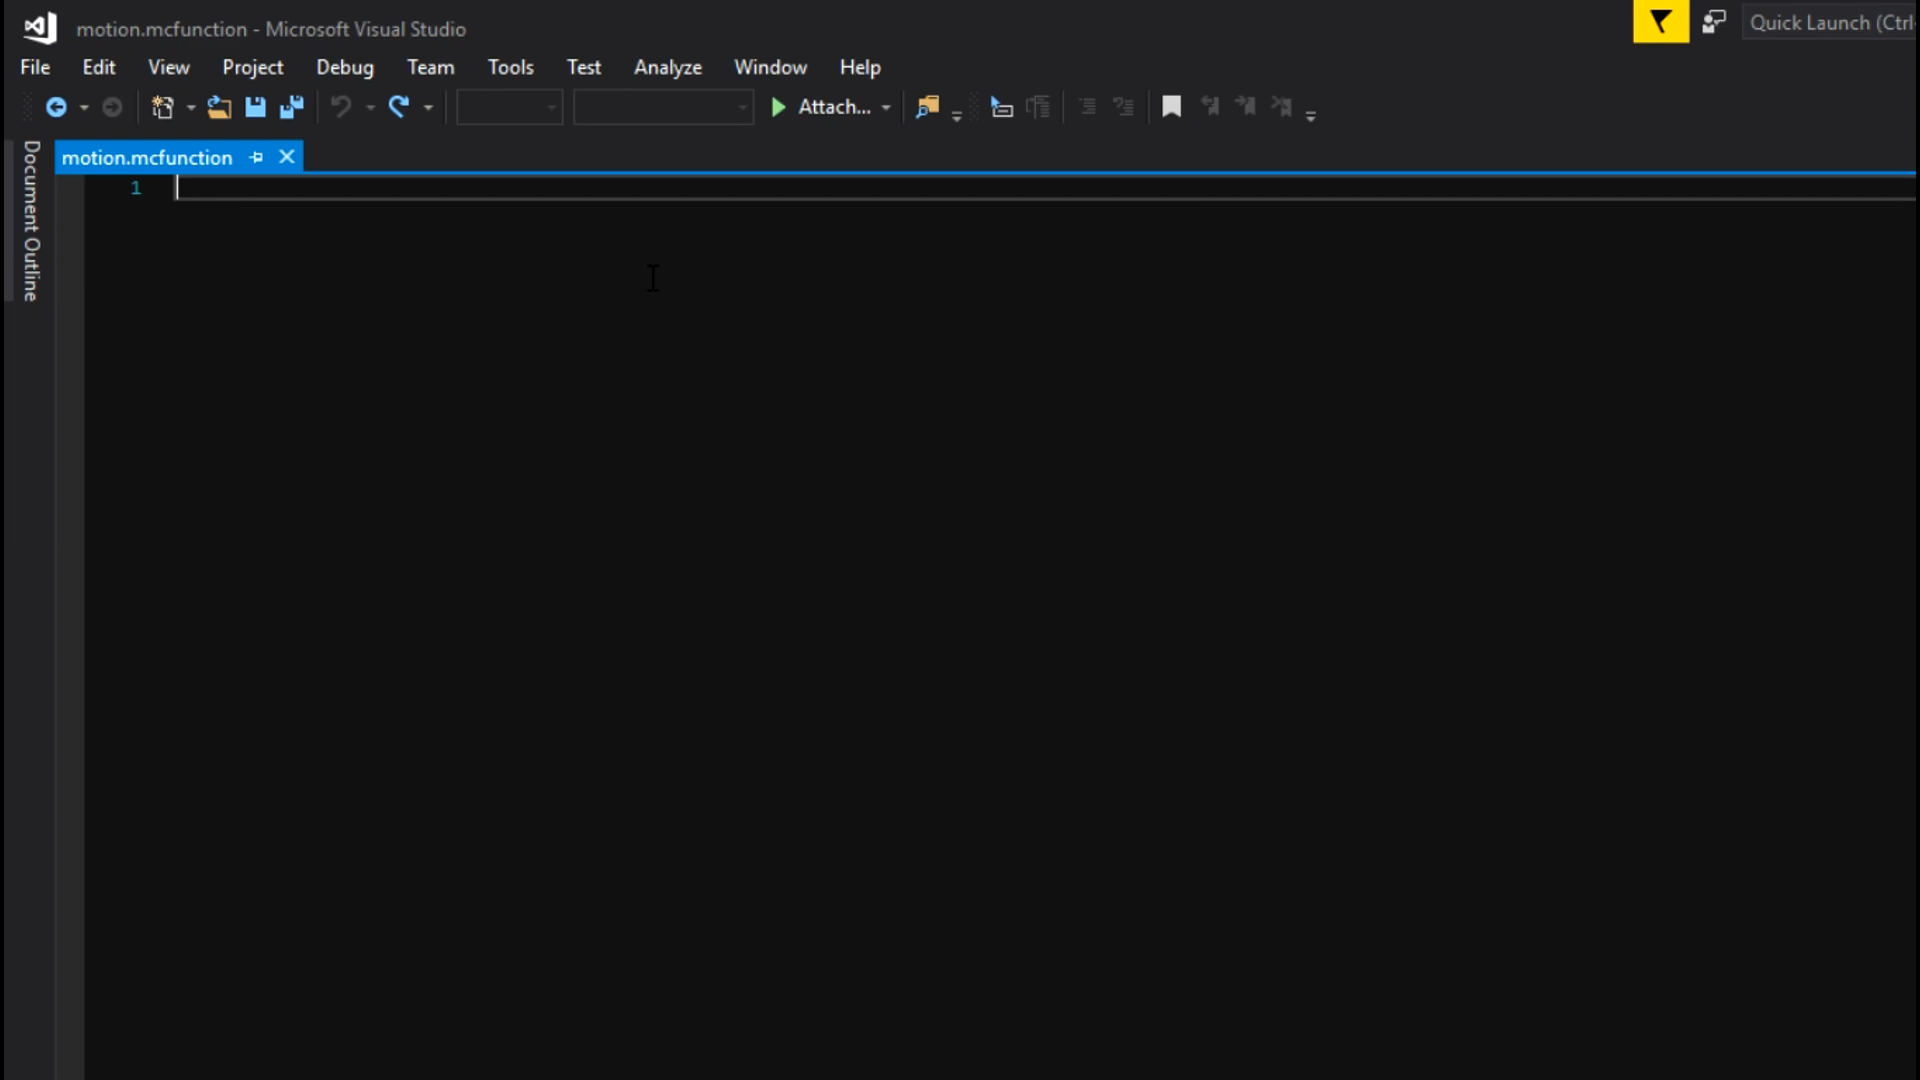 motion.mcfunction - Microsoft Visual Studio
Quick Launch (Ctrl
File Edit View Project Debug Team Tools Test Analyze Window Help
Attach...
motion.mcfunction
1
Document Outline